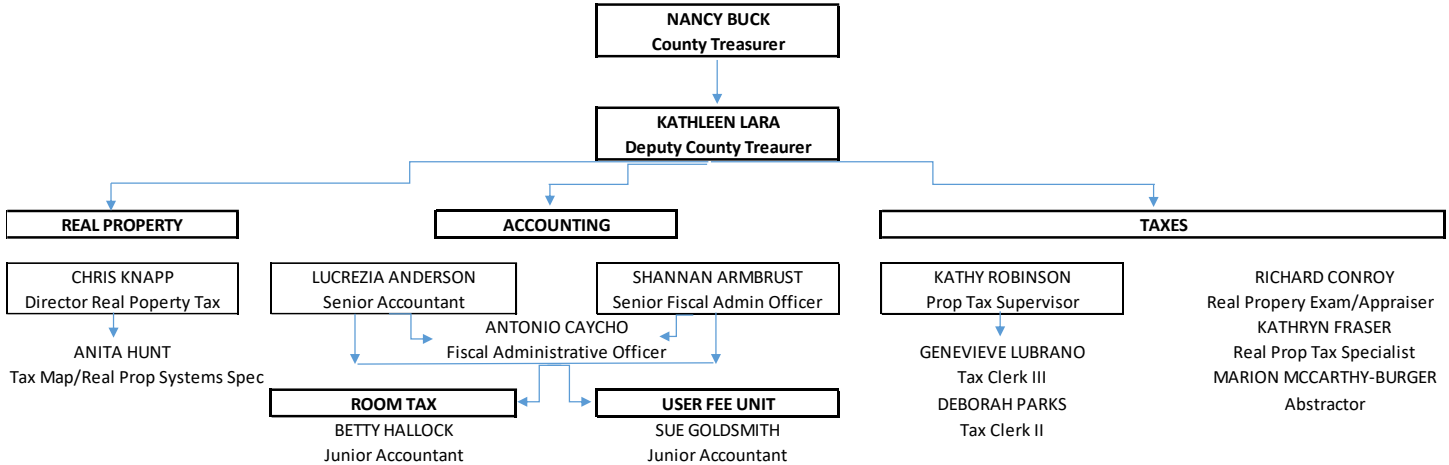 NANCY BUCK
County Treasurer
KATHLEEN LARA
Deputy County Treaurer
REAL PROPERTY
ACCOUNTING
TAXES
CHRIS KNAPP
Director Real Poperty Tax
ANITA HUNT
Tax Map/Real Prop Systems Spec
LUCREZIA ANDERSON
Senior Accountant
SHANNAN ARMBRUST
Senior Fiscal Admin Officer
ANTONIO CAYCHO
Fiscal Administrative Officer
ROOM TAX
BETTY HALLOCK
Junior Accountant
USER FEE UNIT
SUE GOLDSMITH
Junior Accountant
KATHY ROBINSON
Prop Tax Supervisor
GENEVIEVE LUBRANO
Tax Clerk III
DEBORAH PARKS
Tax Clerk II
RICHARD CONROY
Real Propery Exam/Appraiser
KATHRYN FRASER
Real Prop Tax Specialist
MARION MCCARTHY-BURGER
Abstractor